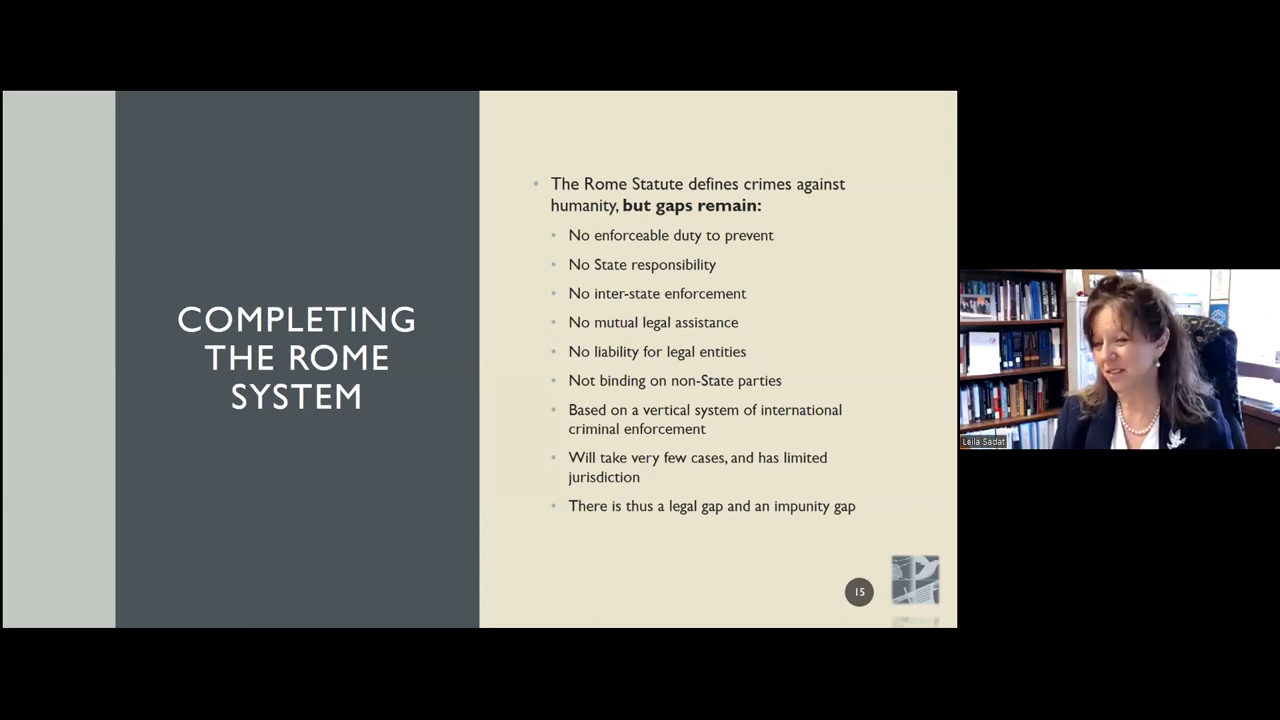 COMPLETING
THE ROME
SYSTEM
The Rome Statute defines crimes against
humanity, but gaps remain:
No enforceable duty to prevent
No State responsibility
No inter-state enforcement
No mutual legal assistance
No liability for legal entities
Not binding on non-State parties
Based on a vertical system of international
criminal enforcement
Will take very few cases, and has limited
jurisdiction
There is thus a legal gap and an impunity gap
15
Leila Sadat